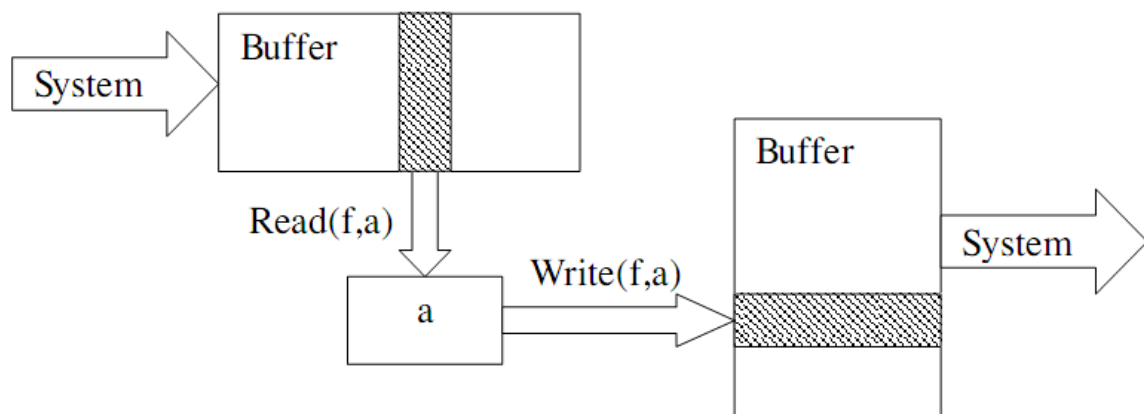 Buffer
System
Read(f,a)
a
Write(f,a)
Buffer
System